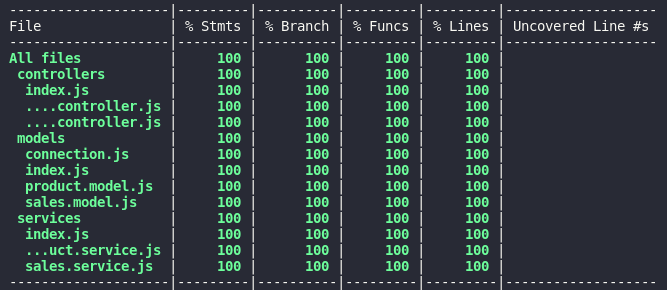 --------------------|---------|----------|---------|---------|-------------------
File                | % Stmts | % Branch | % Funcs | % Lines | Uncovered Line #s
--------------------|---------|----------|---------|---------|-------------------
All files           |     100 |      100 |     100 |     100 |
 controllers        |     100 |      100 |     100 |     100 |
  index.js          |     100 |      100 |     100 |     100 |
  ....controller.js |     100 |      100 |     100 |     100 |
  ....controller.js |     100 |      100 |     100 |     100 |
 models             |     100 |      100 |     100 |     100 |
  connection.js     |     100 |      100 |     100 |     100 |
  index.js          |     100 |      100 |     100 |     100 |
  product.model.js  |     100 |      100 |     100 |     100 |
  sales.model.js    |     100 |      100 |     100 |     100 |
 services           |     100 |      100 |     100 |     100 |
  index.js          |     100 |      100 |     100 |     100 |
  ...uct.service.js |     100 |      100 |     100 |     100 |
  sales.service.js  |     100 |      100 |     100 |     100 |
--------------------|---------|----------|---------|---------|-------------------